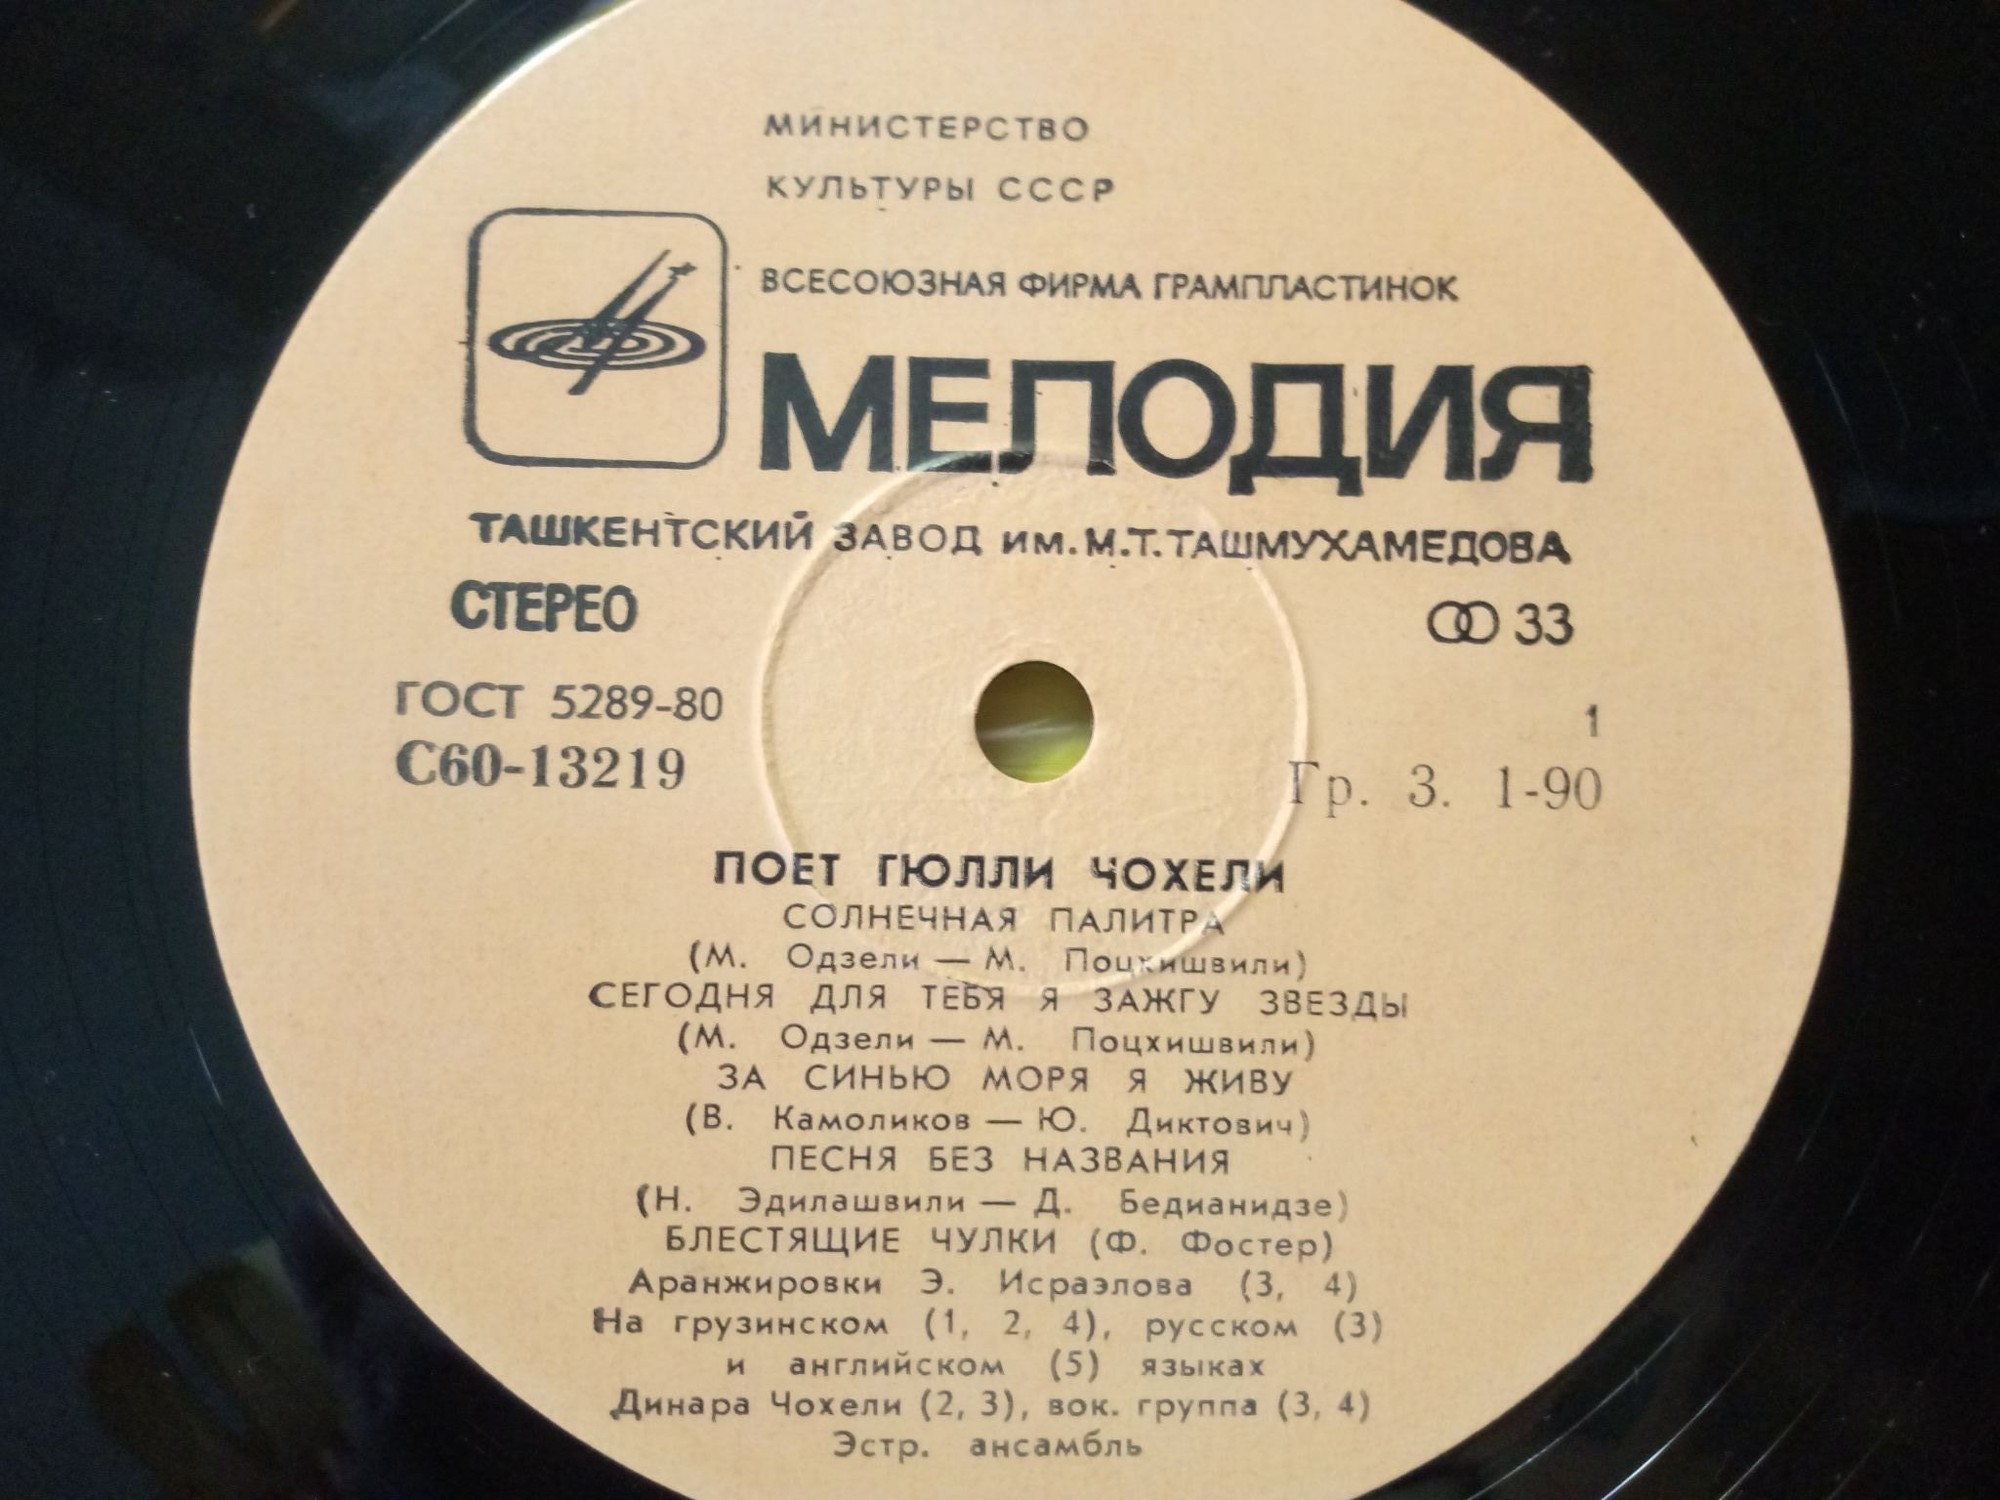 МИНИСТЕРСТВО
КУЛЬТУРЫ СССР
ВСЕСОЮЗНАЯ ФИРМА ГРАМПЛАСТИНОК
МЕЛОДИЯ
ТАШКЕНТСКИЙ ЗАВОД им. М.Т. ТАШМУХАМЕДОВА
СТЕРЕО 33
ГОСТ 5289-80 1
С60-13219 Гр. 3. 1-90
ПОЕТ ГЮЛЛИ ЧОХЕЛИ
СОЛНЕЧНАЯ ПАЛИТРА
(М. Одзели — М. Поцхишвили)
СЕГОДНЯ ДЛЯ ТЕБЯ Я ЗАЖГУ ЗВЕЗДЫ
(М. Одзели — М. Поцхишвили)
ЗА СИНЬЮ МОРЯ Я ЖИВУ
(В. Камоликов — Ю. Диктович)
ПЕСНЯ БЕЗ НАЗВАНИЯ
(Н. Эдилашвили — Д. Бедианидзе)
БЛЕСТЯЩИЕ ЧУЛКИ (Ф. Фостер)
Аранжировки Э. Исраэлова (3, 4)
На грузинском (1, 2, 4), русском (3)
и английском (5) языках
Динара Чохели (2, 3), вок. группа (3, 4)
Эстр. ансамбль